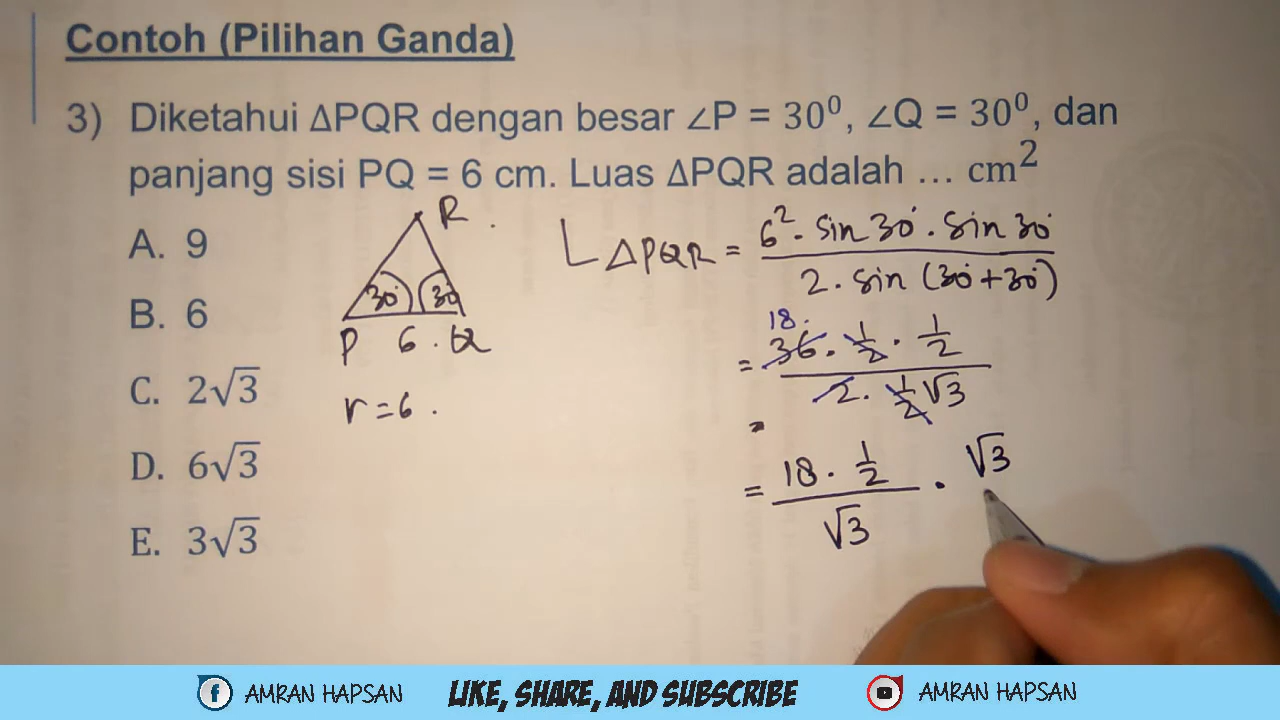 Contoh (Pilihan Ganda)
3) Diketahui ΔPQR dengan besar ∠P = 30⁰, ∠Q = 30⁰, dan
panjang sisi PQ = 6 cm. Luas ΔPQR adalah … cm²
A. 9
B. 6
C. 2√3
D. 6√3
E. 3√3
R
30° 30
P 6 Q
r = 6
L ΔPQR = 6² · sin 30° · sin 30° / 2 · sin (30° + 30°)
18
= 36 · 1/2 · 1/2 / 2 · 1/2 √3
=
= 18 · 1/2 / √3 · √3
AMRAN HAPSAN LIKE, SHARE, AND SUBSCRIBE AMRAN HAPSAN